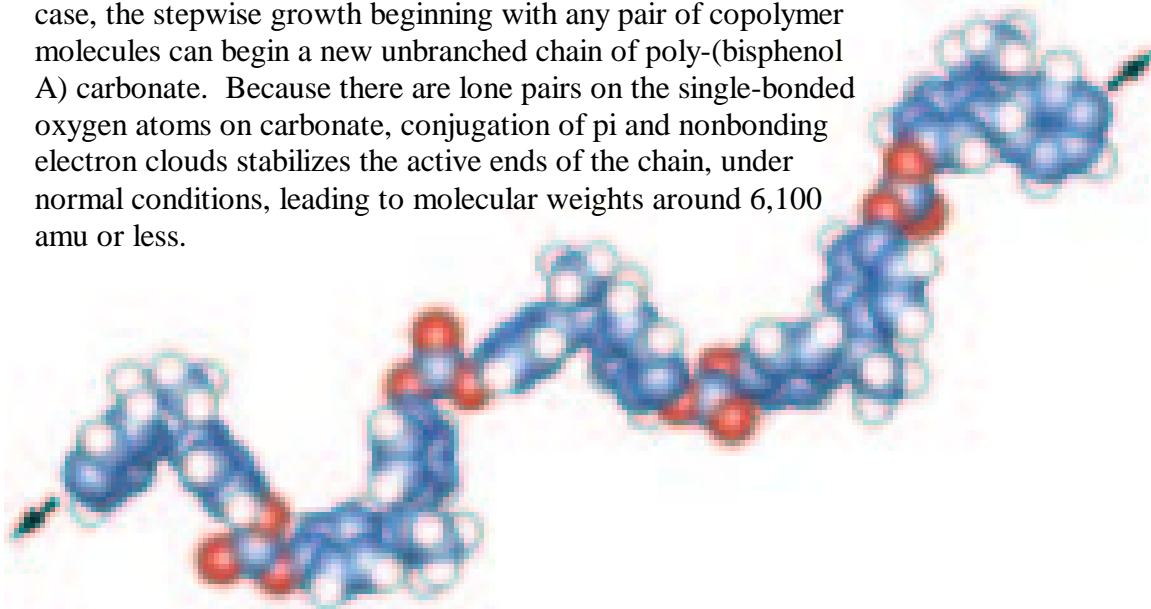 case, the stepwise growth beginning with any pair of copolymer
molecules can begin a new unbranched chain of poly-(bisphenol
A) carbonate.  Because there are lone pairs on the single-bonded
oxygen atoms on carbonate, conjugation of pi and nonbonding
electron clouds stabilizes the active ends of the chain, under
normal conditions, leading to molecular weights around 6,100
amu or less.